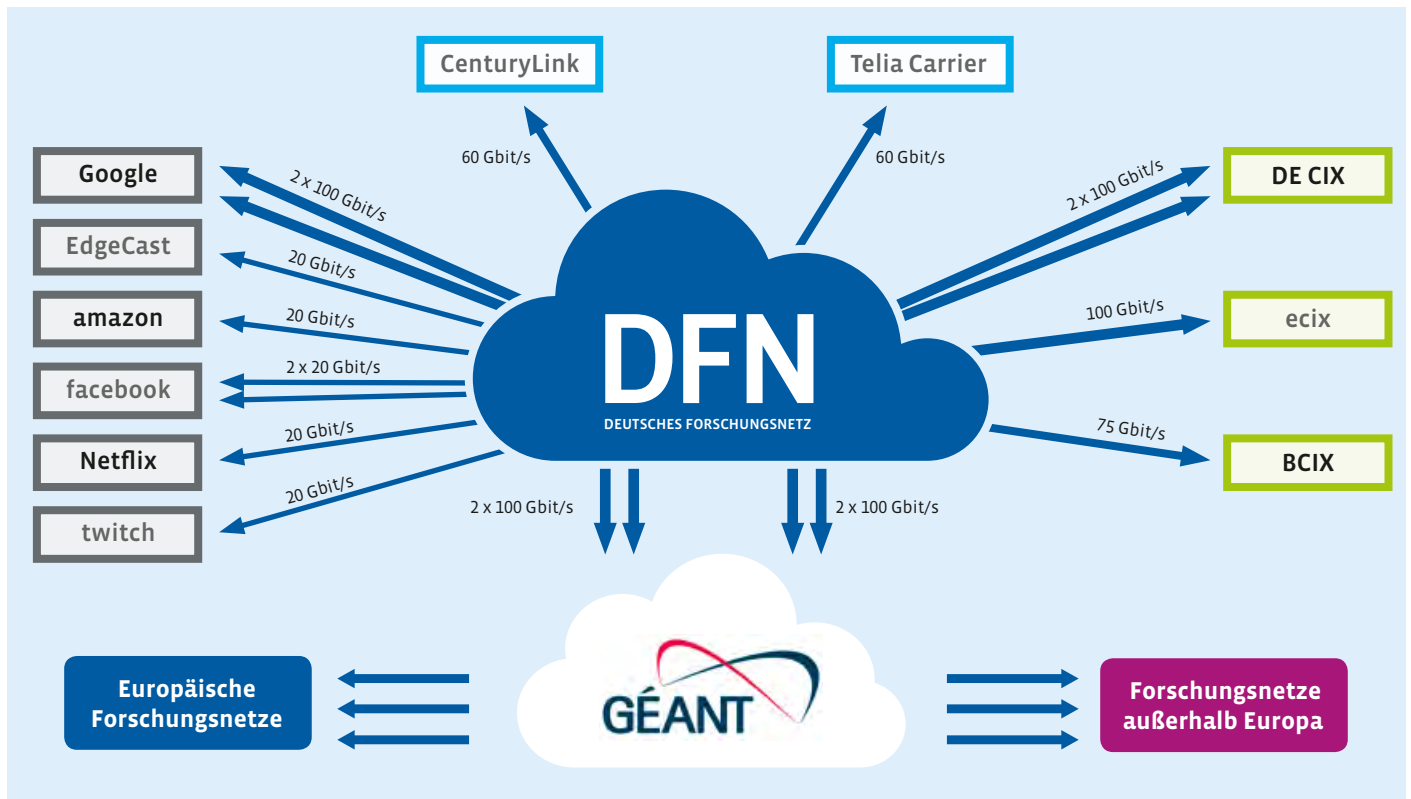 CenturyLink
Telia Carrier
60 Gbit/s
60 Gbit/s
Google
EdgeCast
amazon
facebook
Netflix
twitch
2 x 100 Gbit/s
20 Gbit/s
20 Gbit/s
2 x 20 Gbit/s
20 Gbit/s
20 Gbit/s
DFN
DEUTSCHES FORSCHUNGSNETZ
2 x 100 Gbit/s
100 Gbit/s
75 Gbit/s
DE CIX
ecix
BCIX
2 x 100 Gbit/s
2 x 100 Gbit/s
GÉANT
Europäische
Forschungsnetze
Forschungsnetze
außerhalb Europa